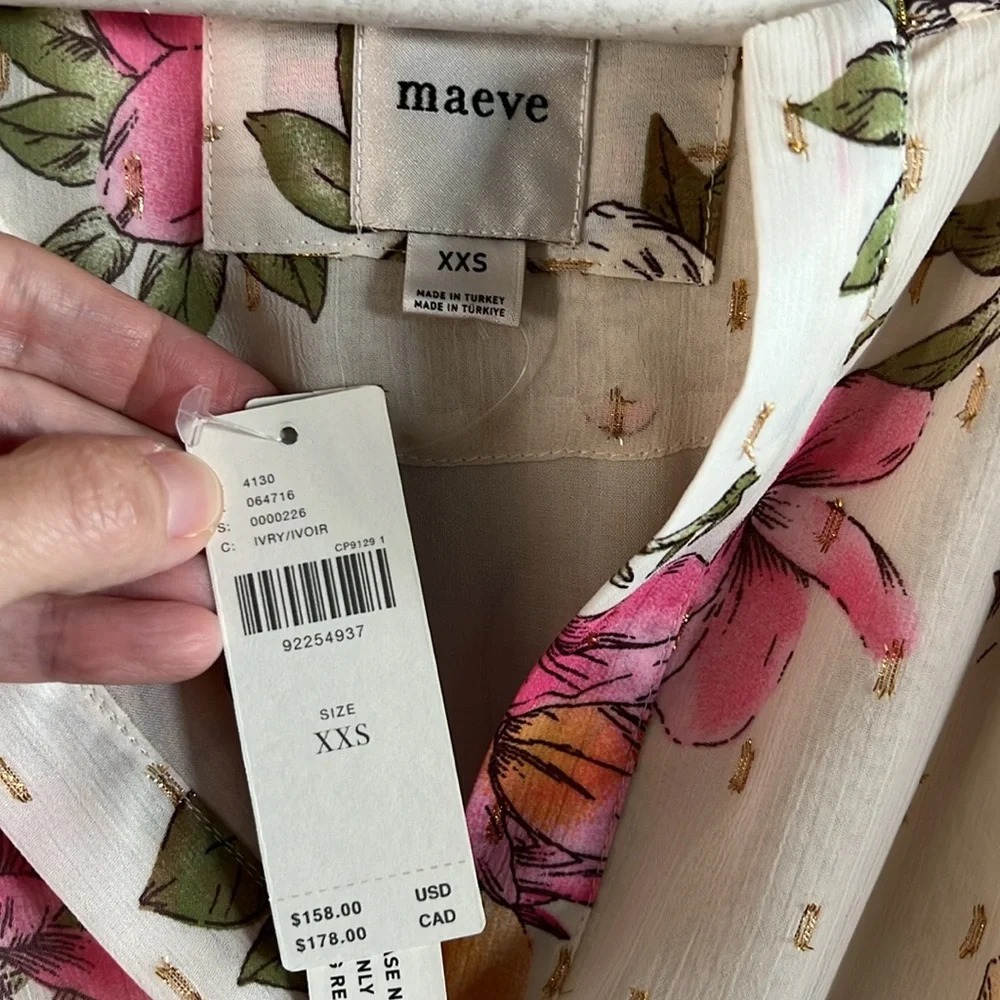 maeve
XXS
MADE IN TURKEY
MADE IN TÜRKIYE
4130
064716
S: 0000226
C: IVRY/IVOIR
CP9129 1
92254937
SIZE
XXS
$158.00 USD
$178.00 CAD